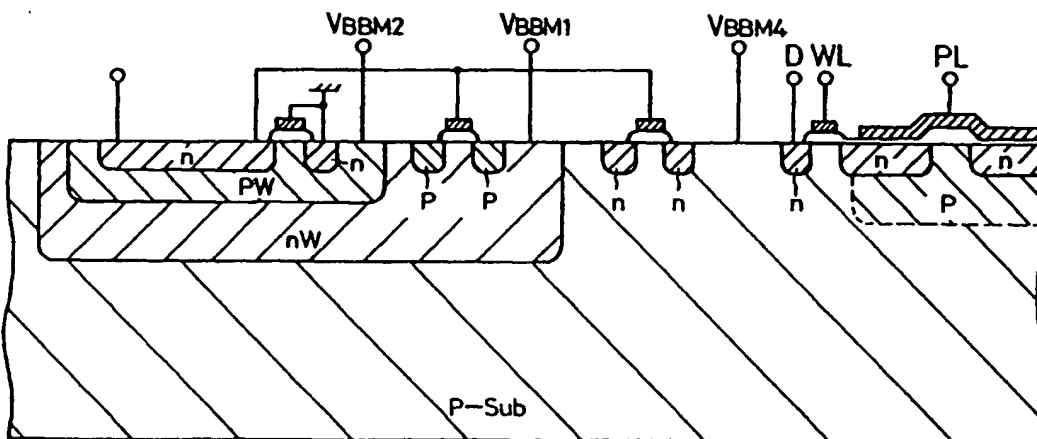 VBBM2 VBBM1 VBBM4
D WL PL
n n P P n n n n n
PW P
nW
P-Sub